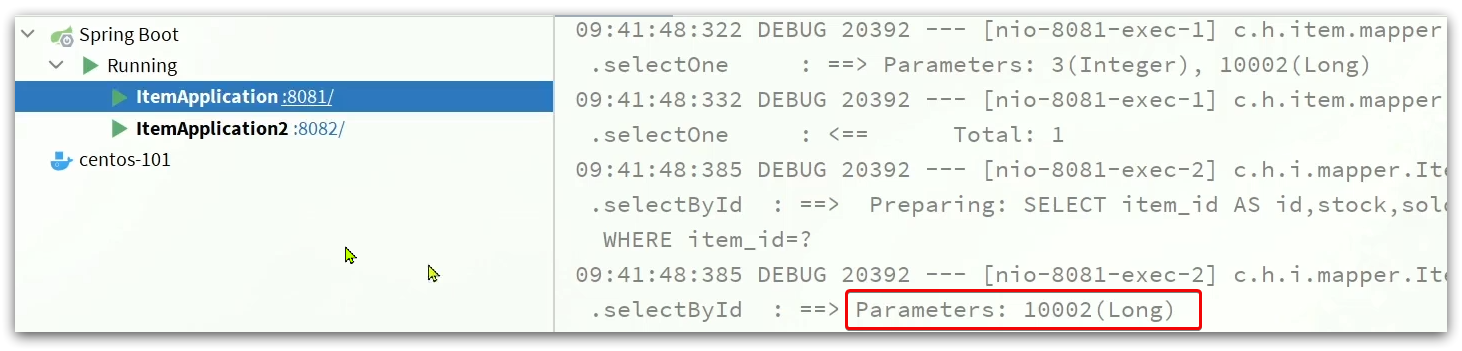 Spring Boot
Running
ItemApplication :8081/
ItemApplication2 :8082/
centos-101
09:41:48:322 DEBUG 20392 --- [nio-8081-exec-1] c.h.item.mapper
.selectOne : ==> Parameters: 3(Integer), 10002(Long)
09:41:48:332 DEBUG 20392 --- [nio-8081-exec-1] c.h.item.mapper
.selectOne : <== Total: 1
09:41:48:385 DEBUG 20392 --- [nio-8081-exec-2] c.h.i.mapper.Ite
.selectById : ==> Preparing: SELECT item_id AS id,stock,sold
WHERE item_id=?
09:41:48:385 DEBUG 20392 --- [nio-8081-exec-2] c.h.i.mapper.Ite
.selectById : ==> Parameters: 10002(Long)